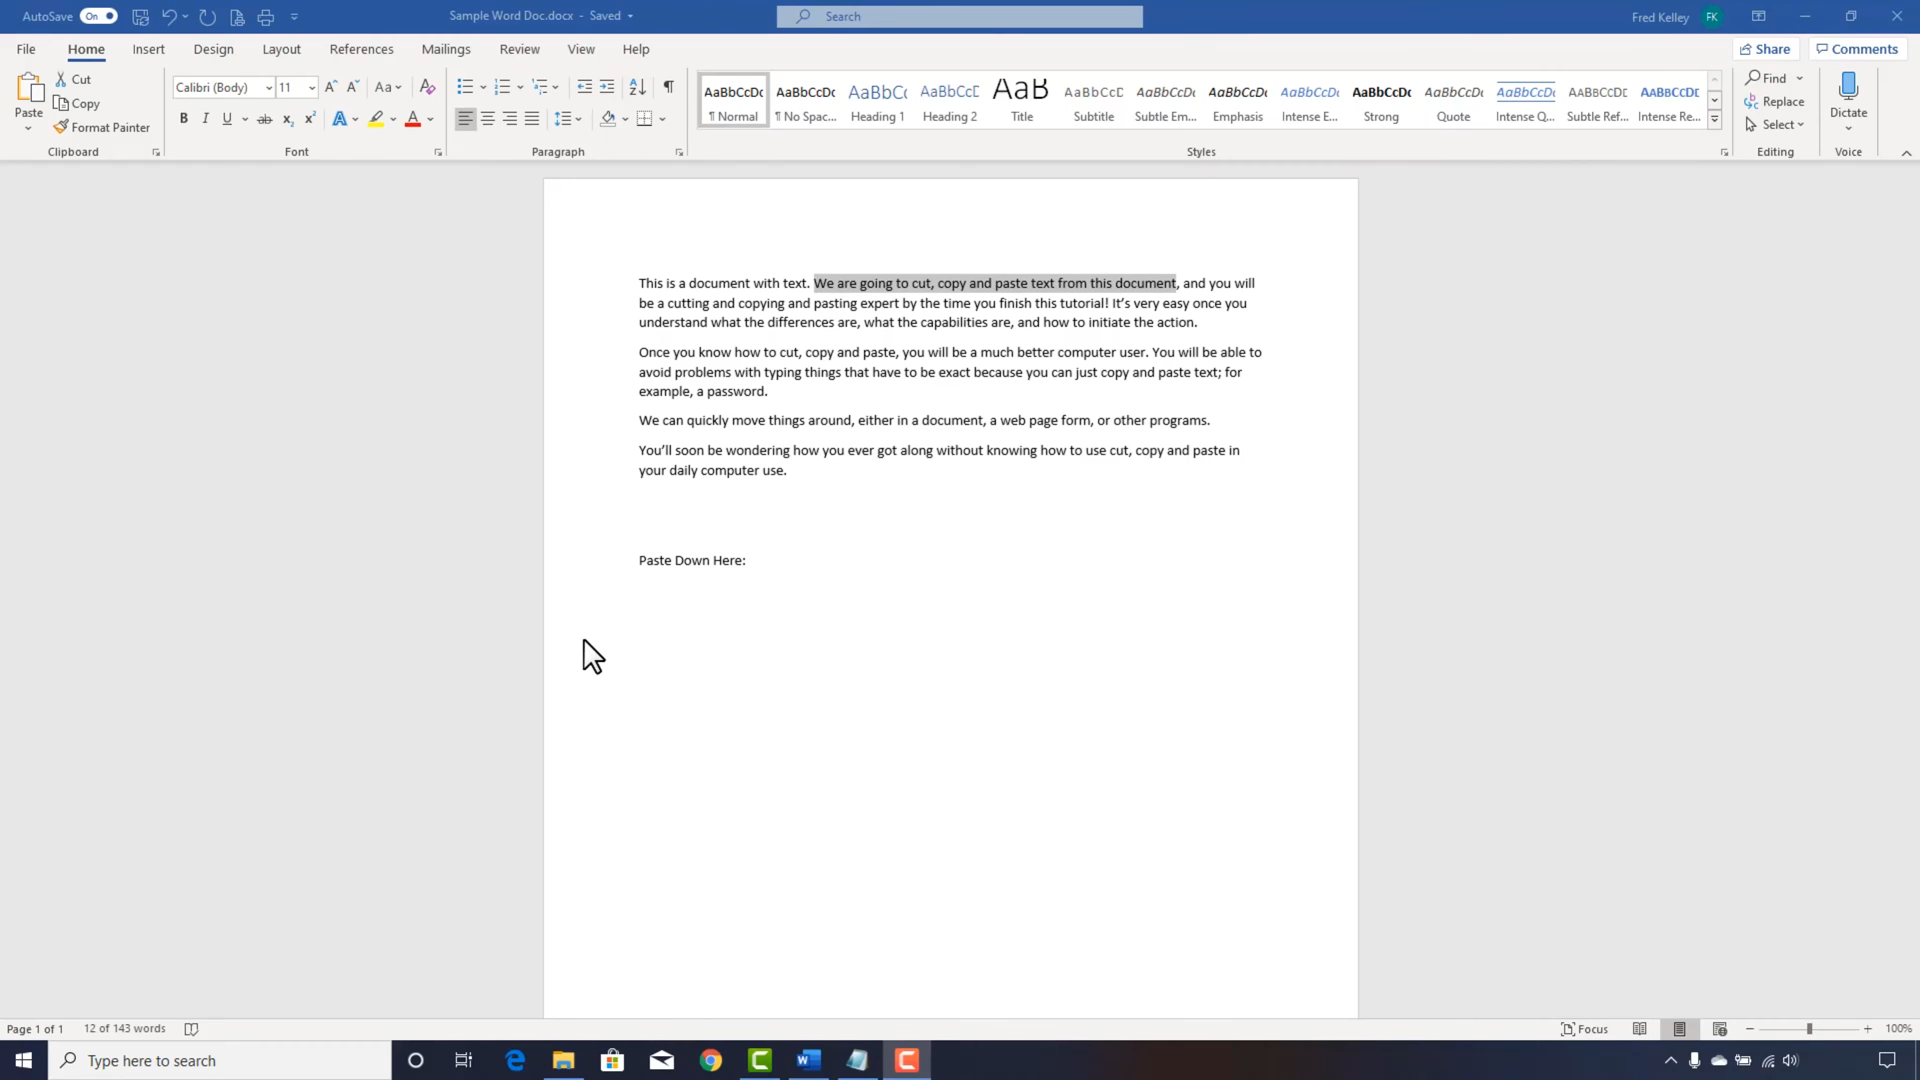 AutoSave On Sample Word Doc.docx - Saved Search Fred Kelley FK
File Home Insert Design Layout References Mailings Review View Help Share Comments
Paste Cut Copy Format Painter
Calibri (Body) 11 Aa
AaBbCcDc AaBbCcDc AaBbC( AaBbCcD AaB AaBbCcD AaBbCcDc AaBbCcDc AaBbCcDc AaBbCcDc AaBbCcDc AaBbCcDc AABBCCDD AABBCCDD
¶ Normal ¶ No Spac... Heading 1 Heading 2 Title Subtitle Subtle Em... Emphasis Intense E... Strong Quote Intense Q... Subtle Ref... Intense Re...
Find Replace Select Dictate
Clipboard Font Paragraph Styles Editing Voice
This is a document with text. We are going to cut, copy and paste text from this document, and you will
be a cutting and copying and pasting expert by the time you finish this tutorial! It’s very easy once you
understand what the differences are, what the capabilities are, and how to initiate the action.
Once you know how to cut, copy and paste, you will be a much better computer user. You will be able to
avoid problems with typing things that have to be exact because you can just copy and paste text; for
example, a password.
We can quickly move things around, either in a document, a web page form, or other programs.
You’ll soon be wondering how you ever got along without knowing how to use cut, copy and paste in
your daily computer use.
Paste Down Here:
Page 1 of 1 12 of 143 words Focus 100%
Type here to search